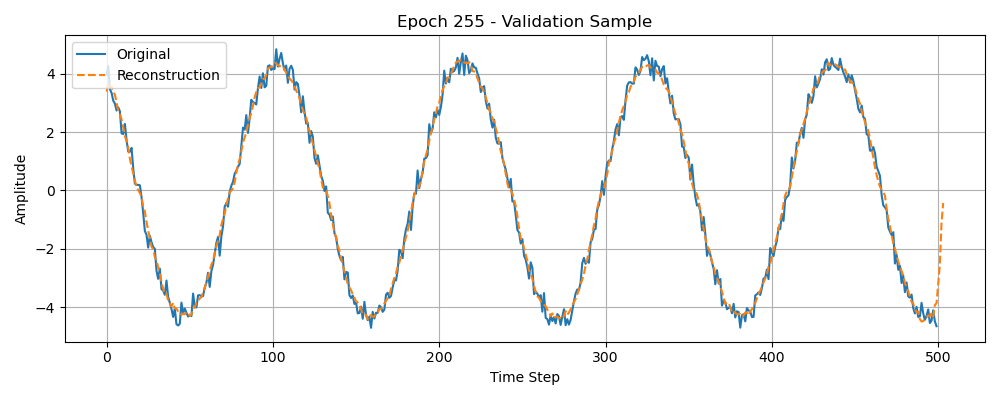 Epoch 255 - Validation Sample
Original
Reconstruction
Amplitude
4
2
0
−2
−4
0 100 200 300 400 500
Time Step